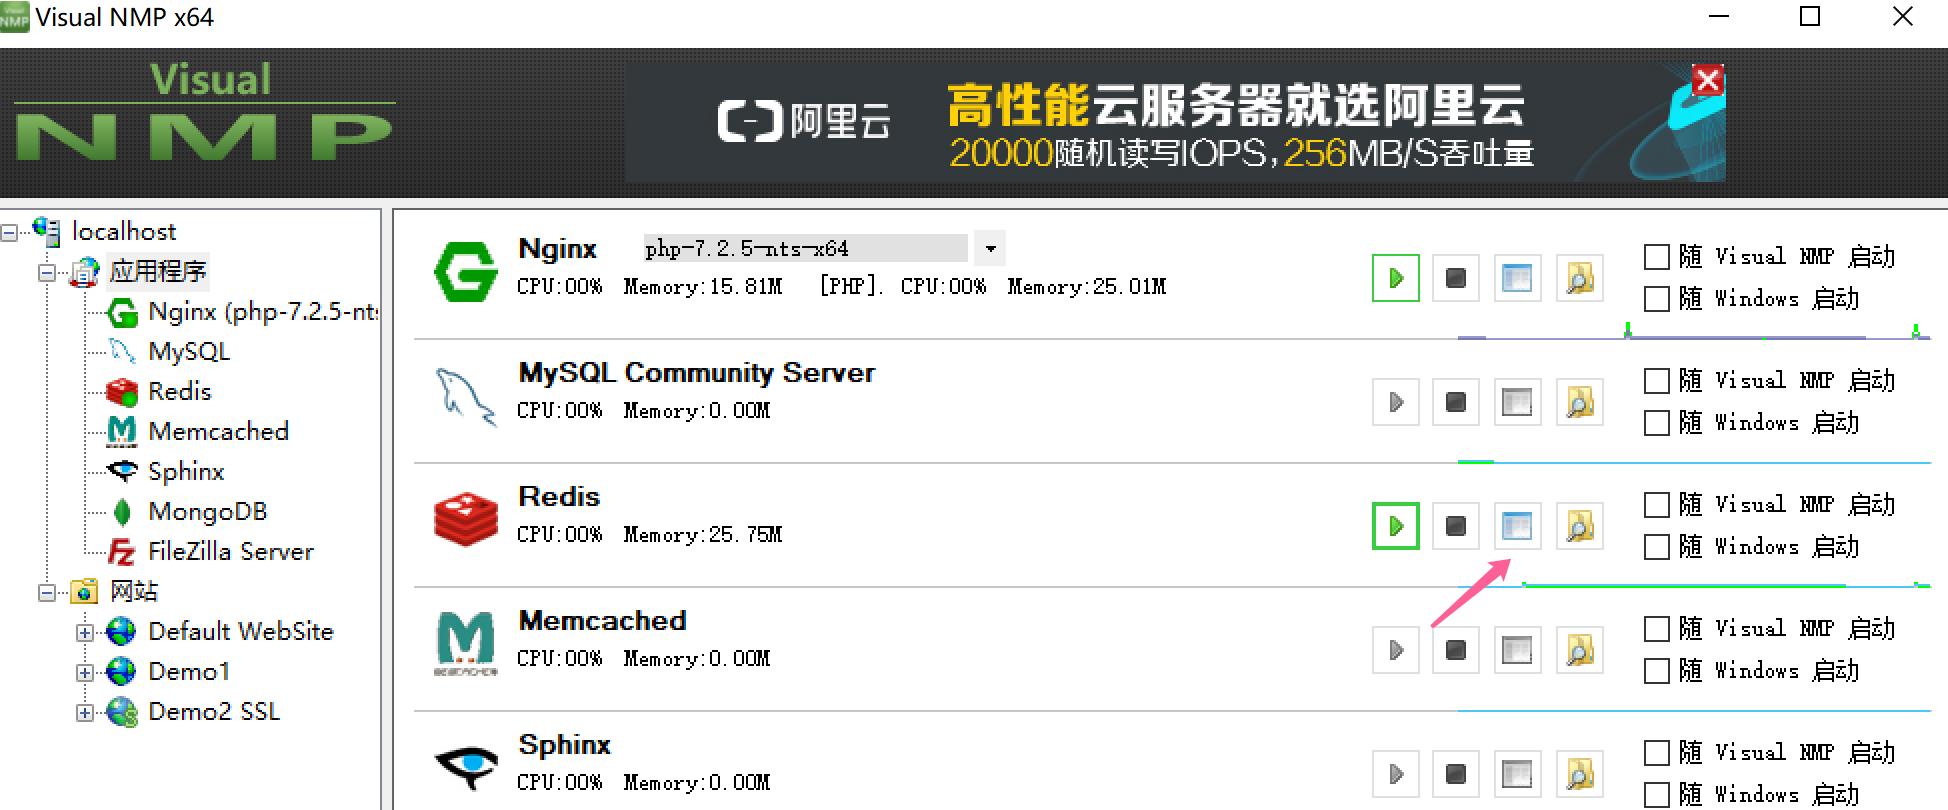 Visual NMP x64
Visual
NMP
阿里云
高性能云服务器就选阿里云
20000随机读写IOPS,256MB/S吞吐量
localhost
应用程序
Nginx (php-7.2.5-nts
MySQL
Redis
Memcached
Sphinx
MongoDB
FileZilla Server
网站
Default WebSite
Demo1
Demo2 SSL
Nginx php-7.2.5-nts-x64
CPU:00% Memory:15.81M [PHP]. CPU:00% Memory:25.01M
随 Visual NMP 启动
随 Windows 启动
MySQL Community Server
CPU:00% Memory:0.00M
随 Visual NMP 启动
随 Windows 启动
Redis
CPU:00% Memory:25.75M
随 Visual NMP 启动
随 Windows 启动
Memcached
CPU:00% Memory:0.00M
随 Visual NMP 启动
随 Windows 启动
Sphinx
CPU:00% Memory:0.00M
随 Visual NMP 启动
随 Windows 启动